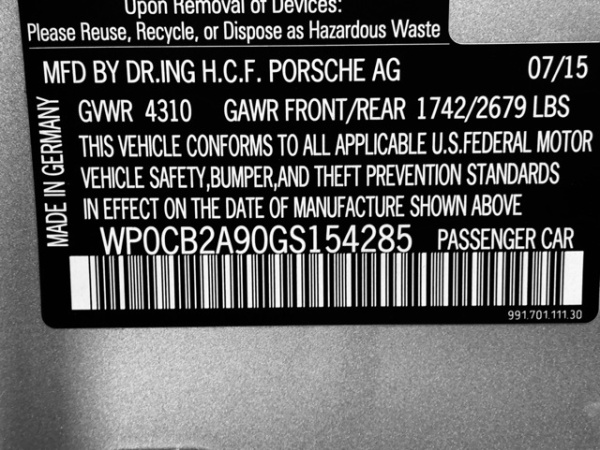 Upon Removal of Devices:
Please Reuse, Recycle, or Dispose as Hazardous Waste
MFD BY DR.ING H.C.F. PORSCHE AG 07/15
GVWR 4310 GAWR FRONT/REAR 1742/2679 LBS
THIS VEHICLE CONFORMS TO ALL APPLICABLE U.S.FEDERAL MOTOR
VEHICLE SAFETY,BUMPER,AND THEFT PREVENTION STANDARDS
IN EFFECT ON THE DATE OF MANUFACTURE SHOWN ABOVE
MADE IN GERMANY
WP0CB2A90GS154285 PASSENGER CAR
991.701.111.30